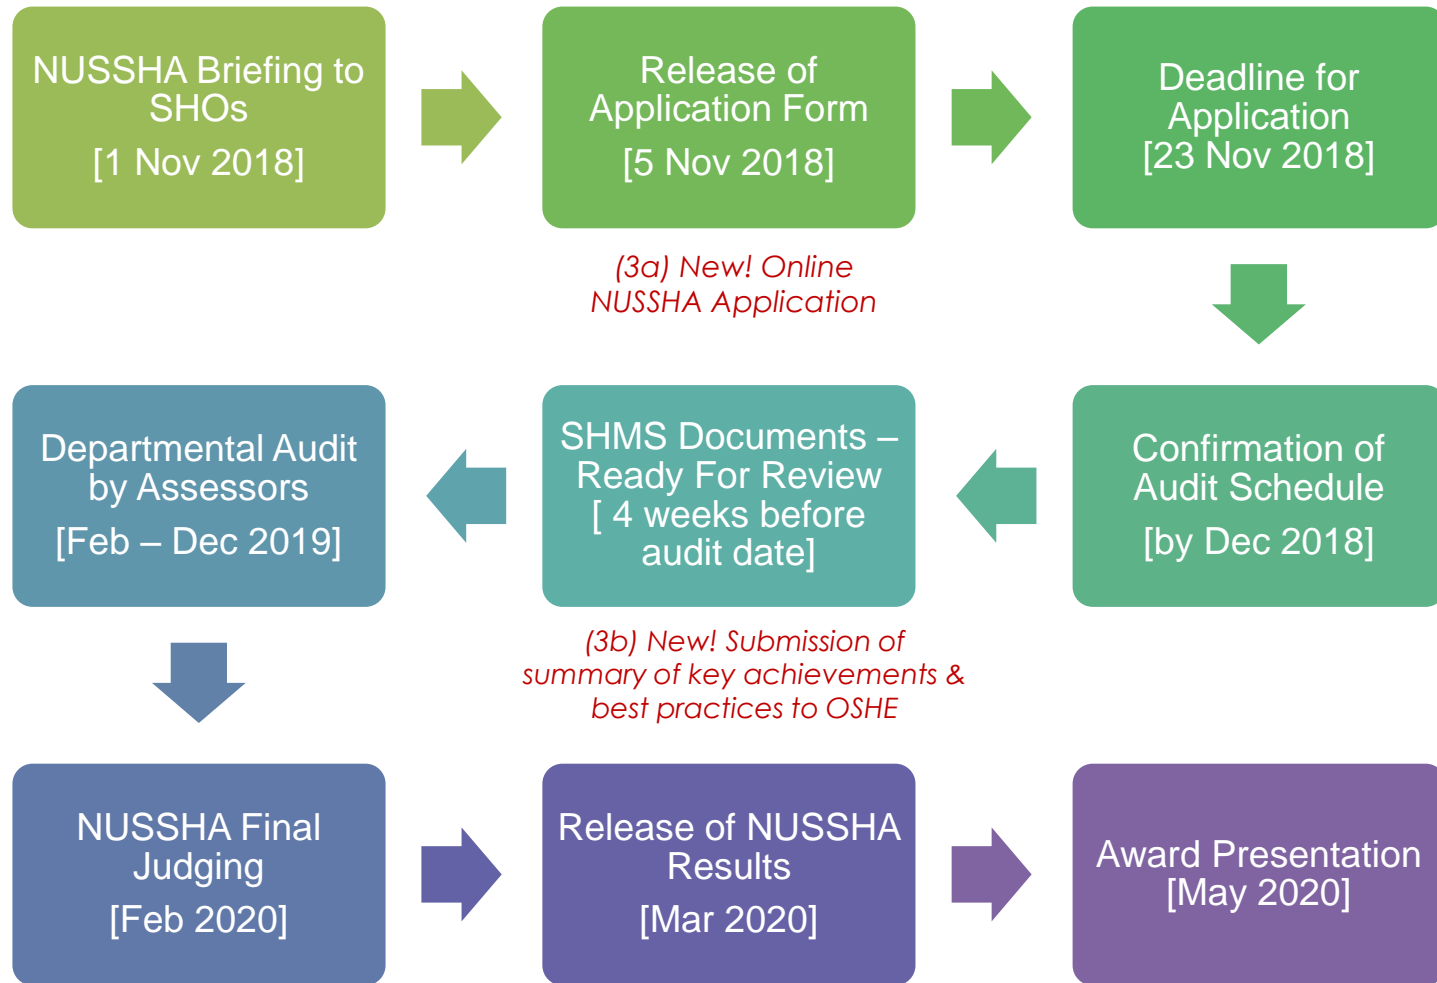 NUSSHA Briefing to
SHOs
[1 Nov 2018]
Release of
Application Form
[5 Nov 2018]
Deadline for
Application
[23 Nov 2018]
(3a) New! Online
NUSSHA Application
Confirmation of
Audit Schedule
[by Dec 2018]
SHMS Documents –
Ready For Review
[ 4 weeks before
audit date]
(3b) New! Submission of
summary of key achievements &
best practices to OSHE
Departmental Audit
by Assessors
[Feb – Dec 2019]
NUSSHA Final
Judging
[Feb 2020]
Release of NUSSHA
Results
[Mar 2020]
Award Presentation
[May 2020]